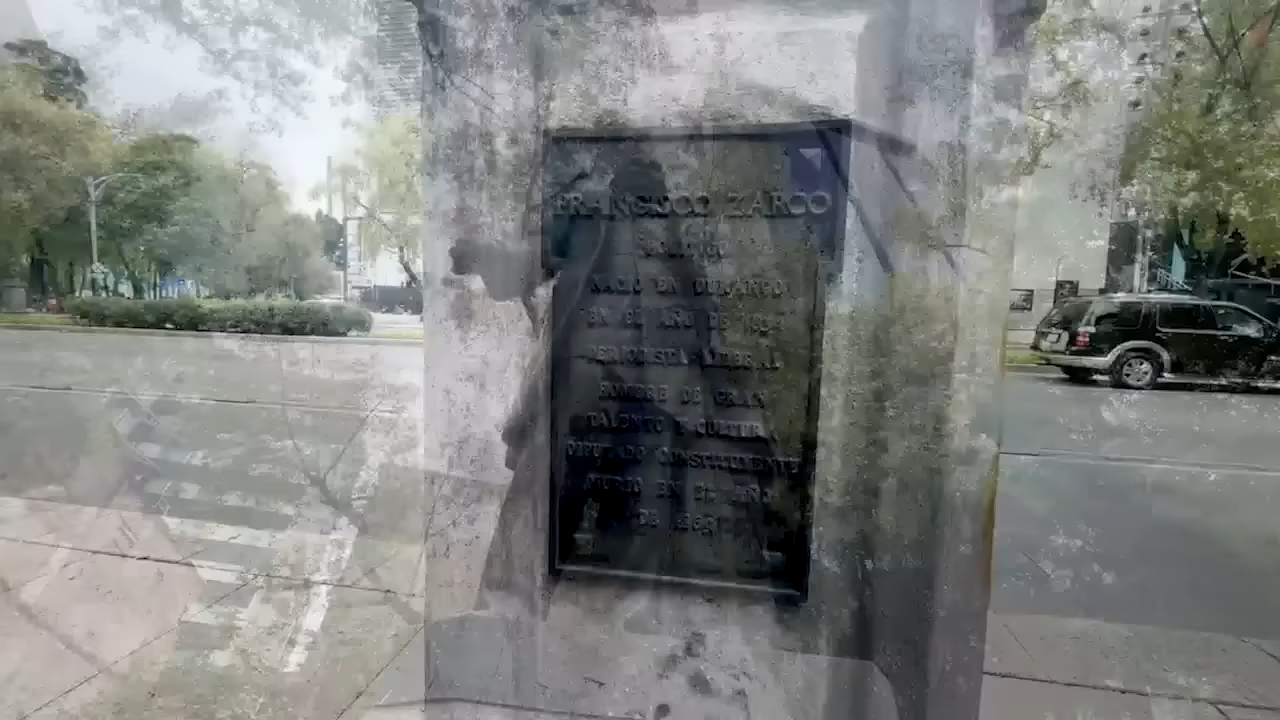 FRANCISCO ZARCO
NACIO EN DURANGO
EN EL AÑO DE
PERIODISTA LIBERAL
HOMBRE DE GRAN
TALENTO Y CULTURA
DIPUTADO CONSTITUYENTE
MURIO EN EL AÑO
DE